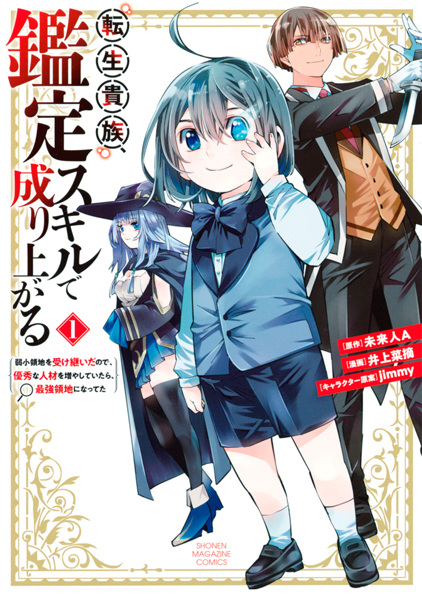 転生貴族、
鑑定スキルで
成り上がる
1
弱小領地を受け継いだので、
優秀な人材を増やしていたら、
最強領地になってた
[原作]未来人A
[漫画]井上菜摘
[キャラクター原案]jimmy
SHONEN
MAGAZINE
COMICS